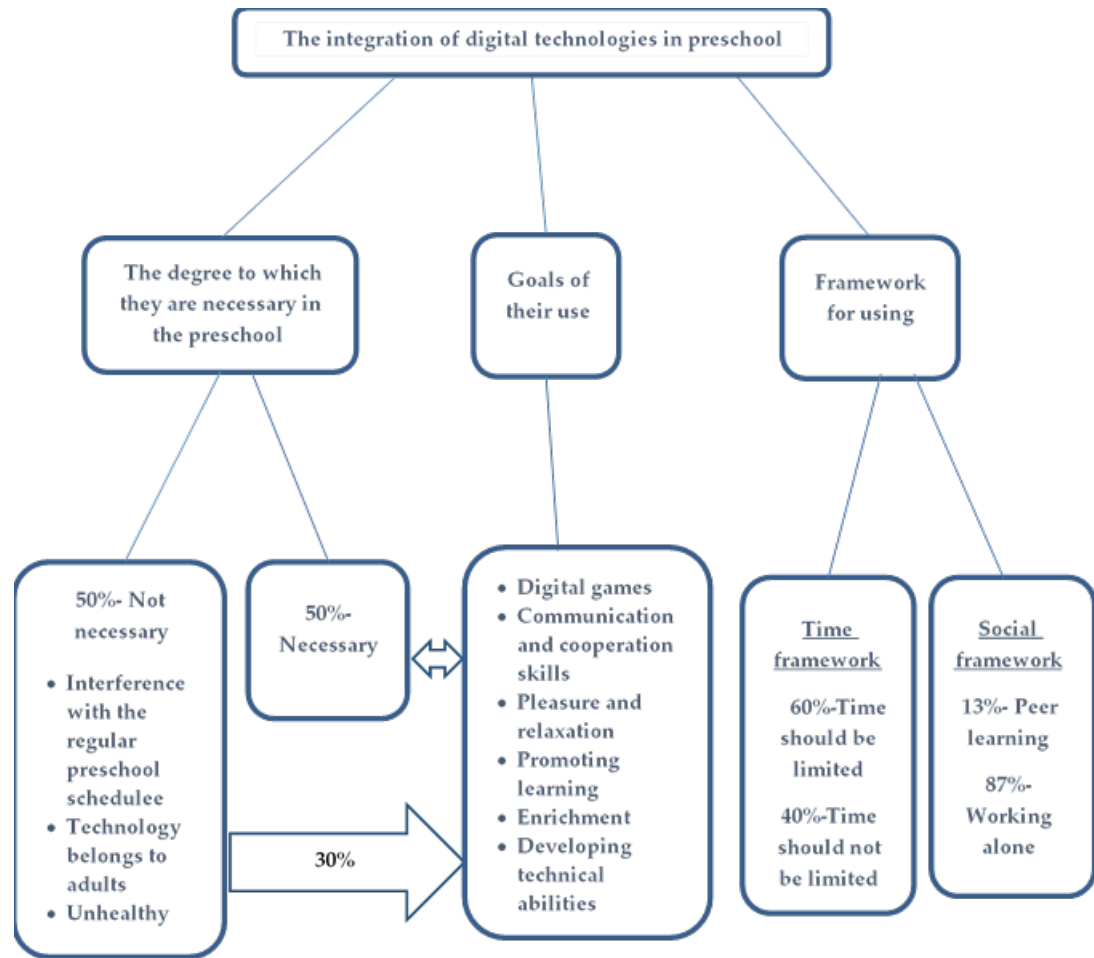 The integration of digital technologies in preschool
The degree to which
they are necessary in
the preschool
Goals of
their use
Framework
for using
50%- Not
necessary
• Interference
with the
regular
preschool
schedulee
• Technology
belongs to
adults
• Unhealthy
50%-
Necessary
30%
• Digital games
• Communication
and cooperation
skills
• Pleasure and
relaxation
• Promoting
learning
• Enrichment
• Developing
technical
abilities
Time
framework
60%-Time
should be
limited
40%-Time
should not
be limited
Social
framework
13%- Peer
learning
87%-
Working
alone